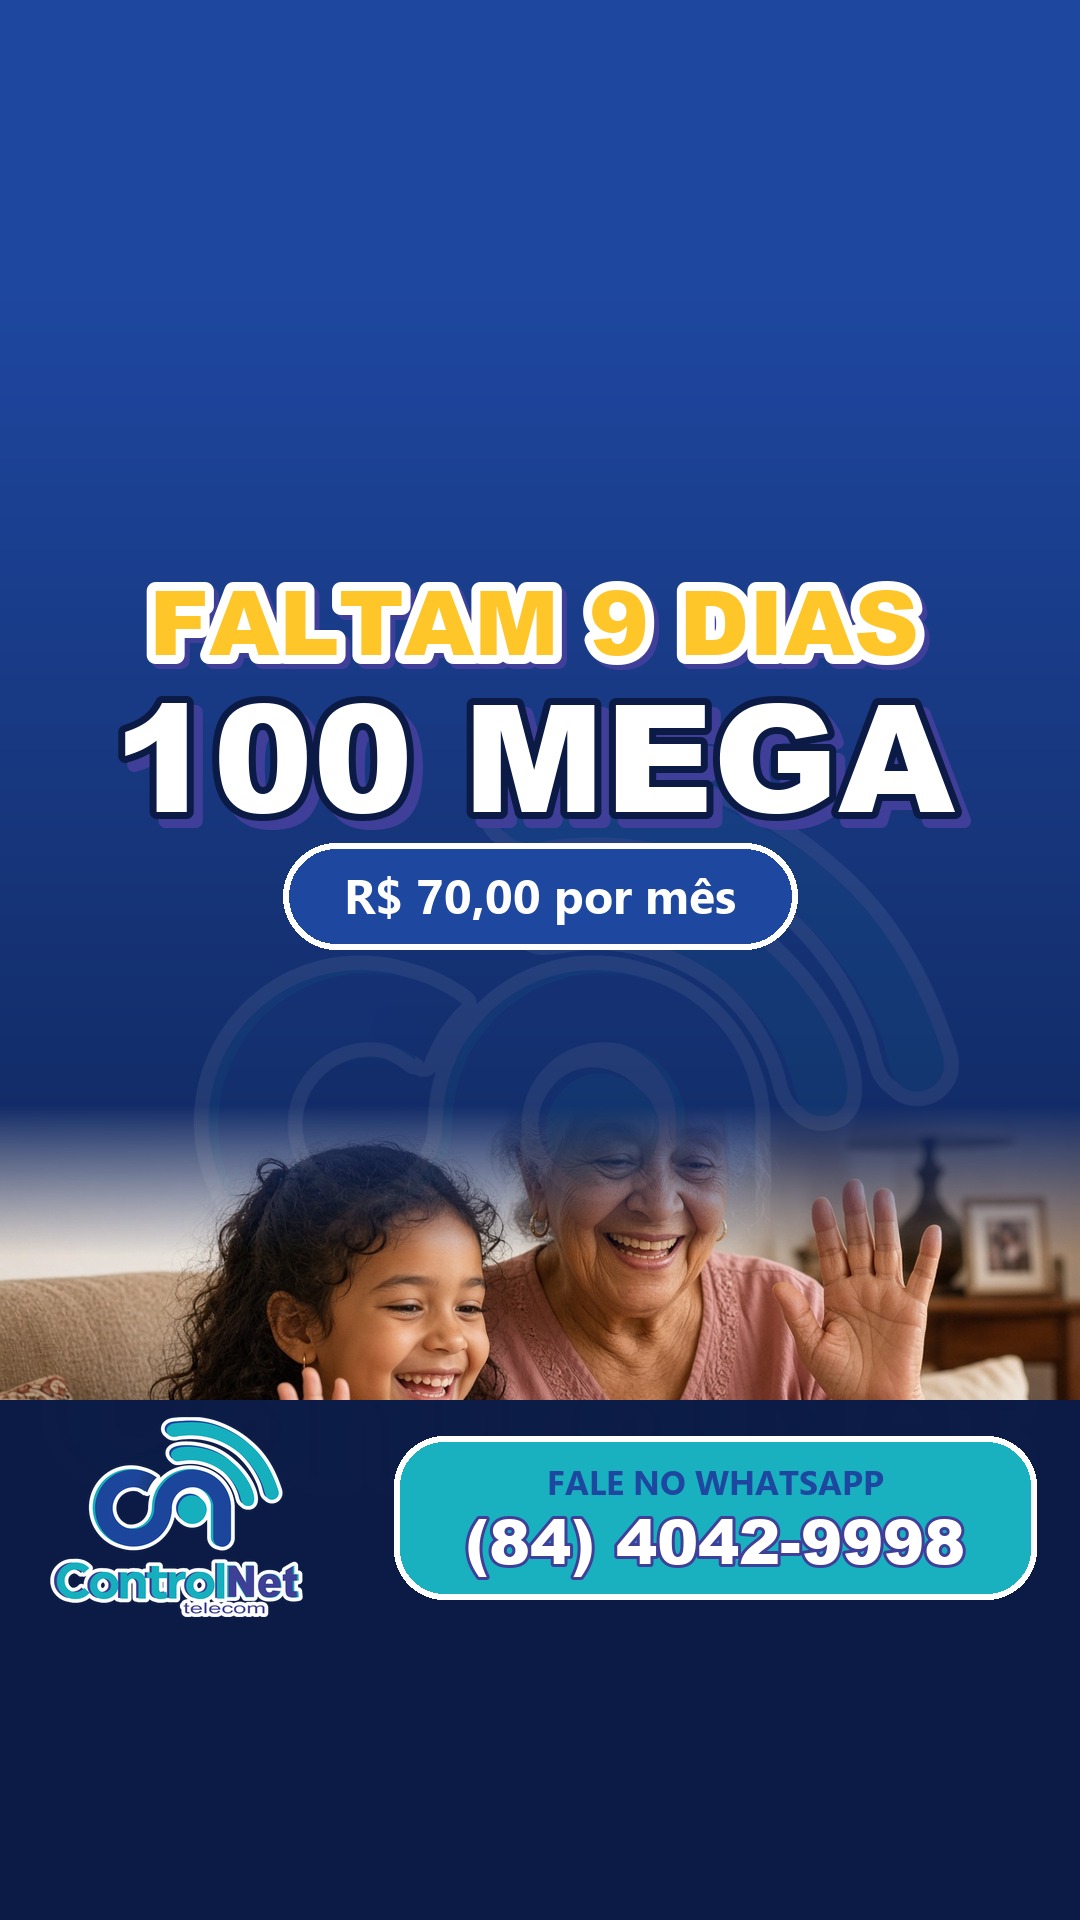 FALTAM 9 DIAS
100 MEGA
R$ 70,00 por mês
FALE NO WHATSAPP
(84) 4042-9998
ControlNet
telecom